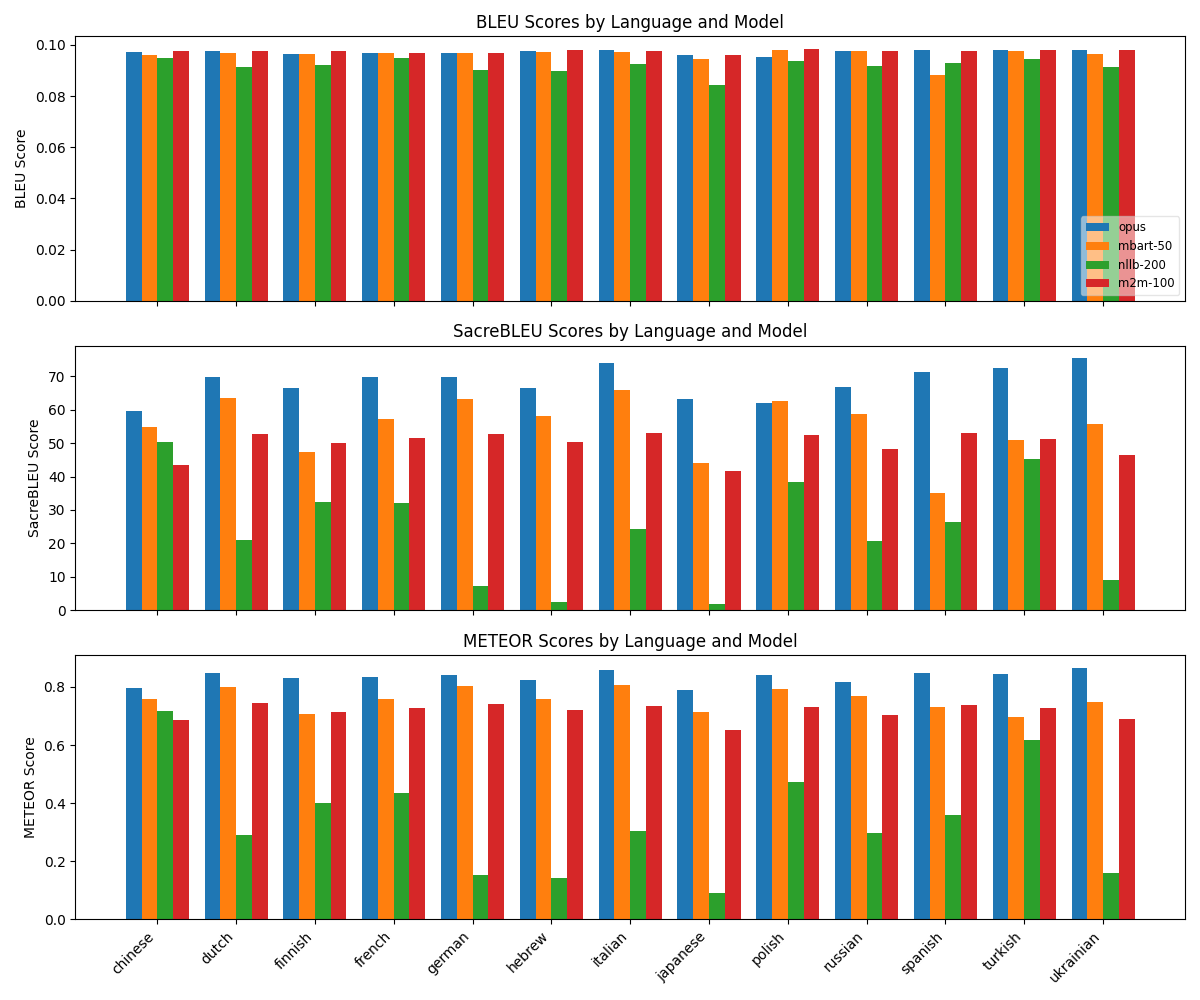 BLEU Scores by Language and Model
BLEU Score
0.10
0.08
0.06
0.04
0.02
0.00
opus
mbart-50
nllb-200
m2m-100
SacreBLEU Scores by Language and Model
SacreBLEU Score
70
60
50
40
30
20
10
0
METEOR Scores by Language and Model
METEOR Score
0.8
0.6
0.4
0.2
0.0
chinese
dutch
finnish
french
german
hebrew
italian
japanese
polish
russian
spanish
turkish
ukrainian